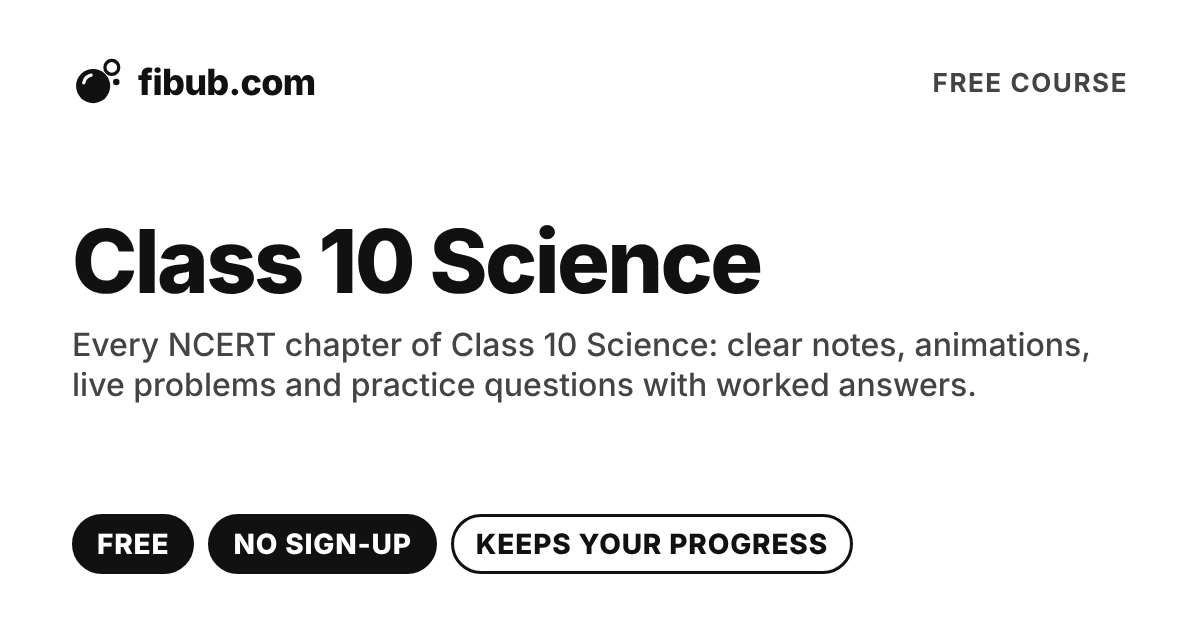 fibub.com
FREE COURSE
Class 10 Science
Every NCERT chapter of Class 10 Science: clear notes, animations,
live problems and practice questions with worked answers.
FREE
NO SIGN-UP
KEEPS YOUR PROGRESS